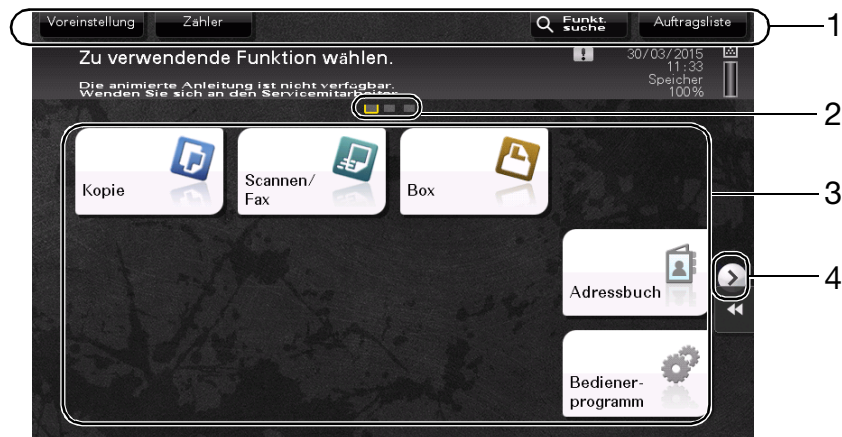 Voreinstellung
Zähler
Funkt.
suche
Auftragsliste
1
Zu verwendende Funktion wählen.
Die animierte Anleitung ist nicht verfügbar.
Wenden Sie sich an den Servicemitarbeiter.
30/03/2015
11:33
Speicher
100%
2
Kopie
Scannen/
Fax
Box
3
Adressbuch
4
Bediener-
programm